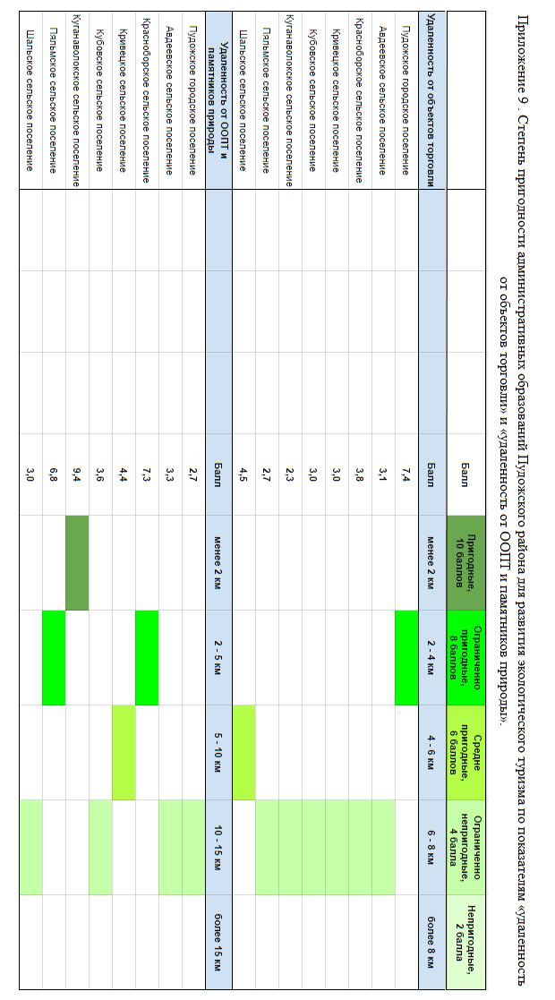 Приложение 9 . Степень пригодности административных образований Пудожского района для развития экологического туризма по показателям «удаленность
от объектов торговли» и «удаленность от ООПТ и памятников природы».
Балл Пригодные, 10 баллов Ограниченно пригодные, 8 баллов Средне пригодные, 6 баллов Ограниченно непригодные, 4 балла Непригодные, 2 балла
Удаленность от объектов торговли Балл менее 2 км 2 - 4 км 4 - 6 км 6 - 8 км более 8 км
Пудожское городское поселение 7,4
Авдеевское сельское поселение 3,1
Красноборское сельское поселение 3,8
Кривецкое сельское поселение 3,0
Кубовское сельское поселение 3,0
Куганаволокское сельское поселение 2,3
Пяльмское сельское поселение 2,7
Шальское сельское поселение 4,5
Удаленность от ООПТ и памятников природы Балл менее 2 км 2 - 5 км 5 - 10 км 10 - 15 км более 15 км
Пудожское городское поселение 2,7
Авдеевское сельское поселение 3,3
Красноборское сельское поселение 7,3
Кривецкое сельское поселение 4,4
Кубовское сельское поселение 3,6
Куганаволокское сельское поселение 9,4
Пяльмское сельское поселение 6,8
Шальское сельское поселение 3,0